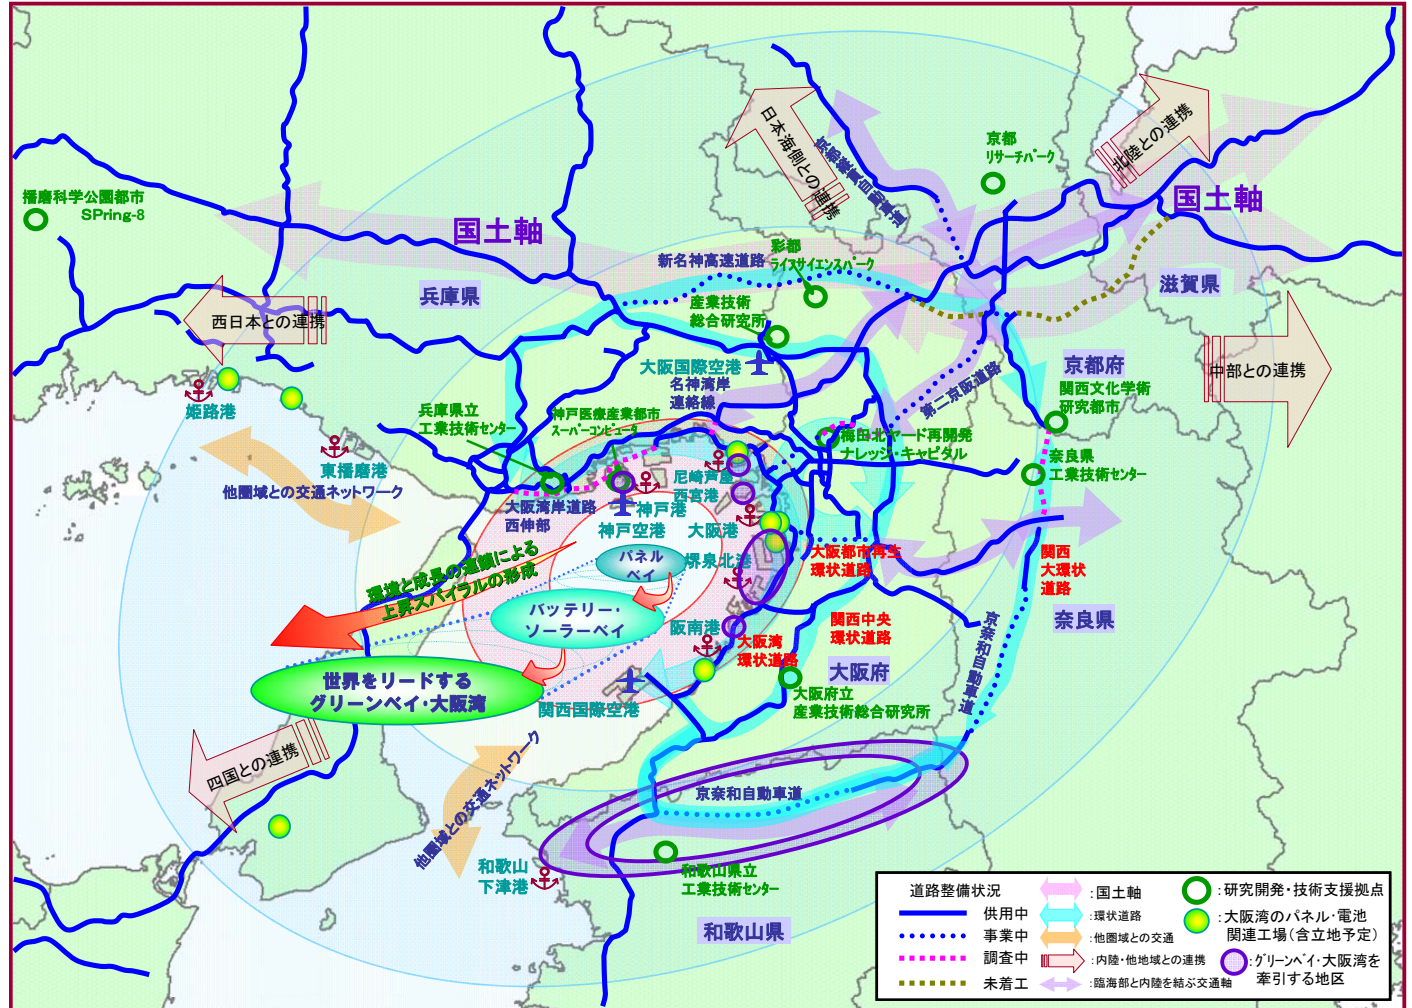 播磨科学公園都市
SPring-8
国土軸
兵庫県
西日本との連携
姫路港
東播磨港
他圏域との交通ネットワーク
日本海側との連携
京都縦貫自動車道
京都
リサーチパーク
北陸との連携
国土軸
滋賀県
新名神高速道路
彩都
ライフサイエンスパーク
産業技術
総合研究所
大阪国際空港
名神湾岸
連絡線
第二京阪道路
京都府
中部との連携
関西文化学術
研究都市
兵庫県立
工業技術センター
神戸医療産業都市
スーパーコンピュータ
梅田北ヤード再開発
ナレッジ・キャピタル
奈良県
工業技術センター
尼崎芦屋
西宮港
大阪湾岸道路
西伸部
神戸港
神戸空港
大阪港
堺泉北港
大阪都市再生
環状道路
関西
大環状
道路
環境と成長の連鎖による
上昇スパイラルの形成
パネル
ベイ
バッテリー・
ソーラーベイ
阪南港
大阪湾
環状道路
関西中央
環状道路
奈良県
京奈和自動車道
大阪府
世界をリードする
グリーンベイ・大阪湾
関西国際空港
大阪府立
産業技術総合研究所
四国との連携
他圏域との交通ネットワーク
京奈和自動車道
和歌山
下津港
和歌山県立
工業技術センター
和歌山県
道路整備状況
供用中
事業中
調査中
未着工
:国土軸
:環状道路
:他圏域との交通
:内陸・他地域との連携
:臨海部と内陸を結ぶ交通軸
:研究開発・技術支援拠点
:大阪湾のパネル・電池
関連工場(含立地予定)
:グリーンベイ・大阪湾を
牽引する地区